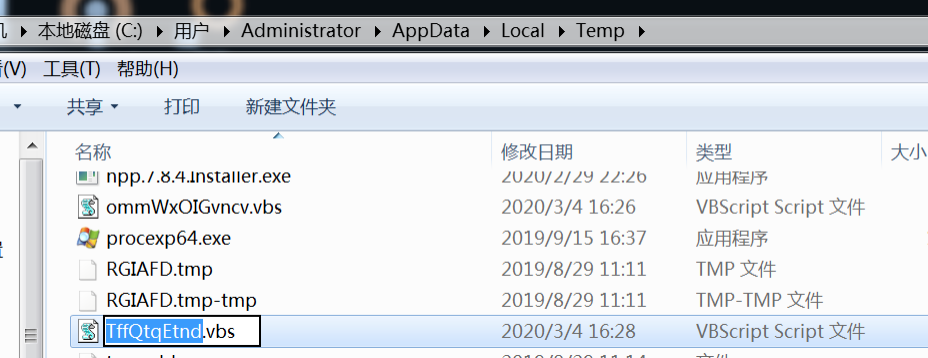 本地磁盘 (C:) 用户 Administrator AppData Local Temp
(V) 工具(T) 帮助(H)
共享 打印 新建文件夹
名称 修改日期 类型 大小
npp.7.8.4.Installer.exe 2020/2/29 22:26 应用程序
ommWxOIGvncv.vbs 2020/3/4 16:26 VBScript Script 文件
procexp64.exe 2019/9/15 16:37 应用程序
RGIAFD.tmp 2019/8/29 11:11 TMP 文件
RGIAFD.tmp-tmp 2019/8/29 11:11 TMP-TMP 文件
TffQtqEtnd.vbs 2020/3/4 16:28 VBScript Script 文件